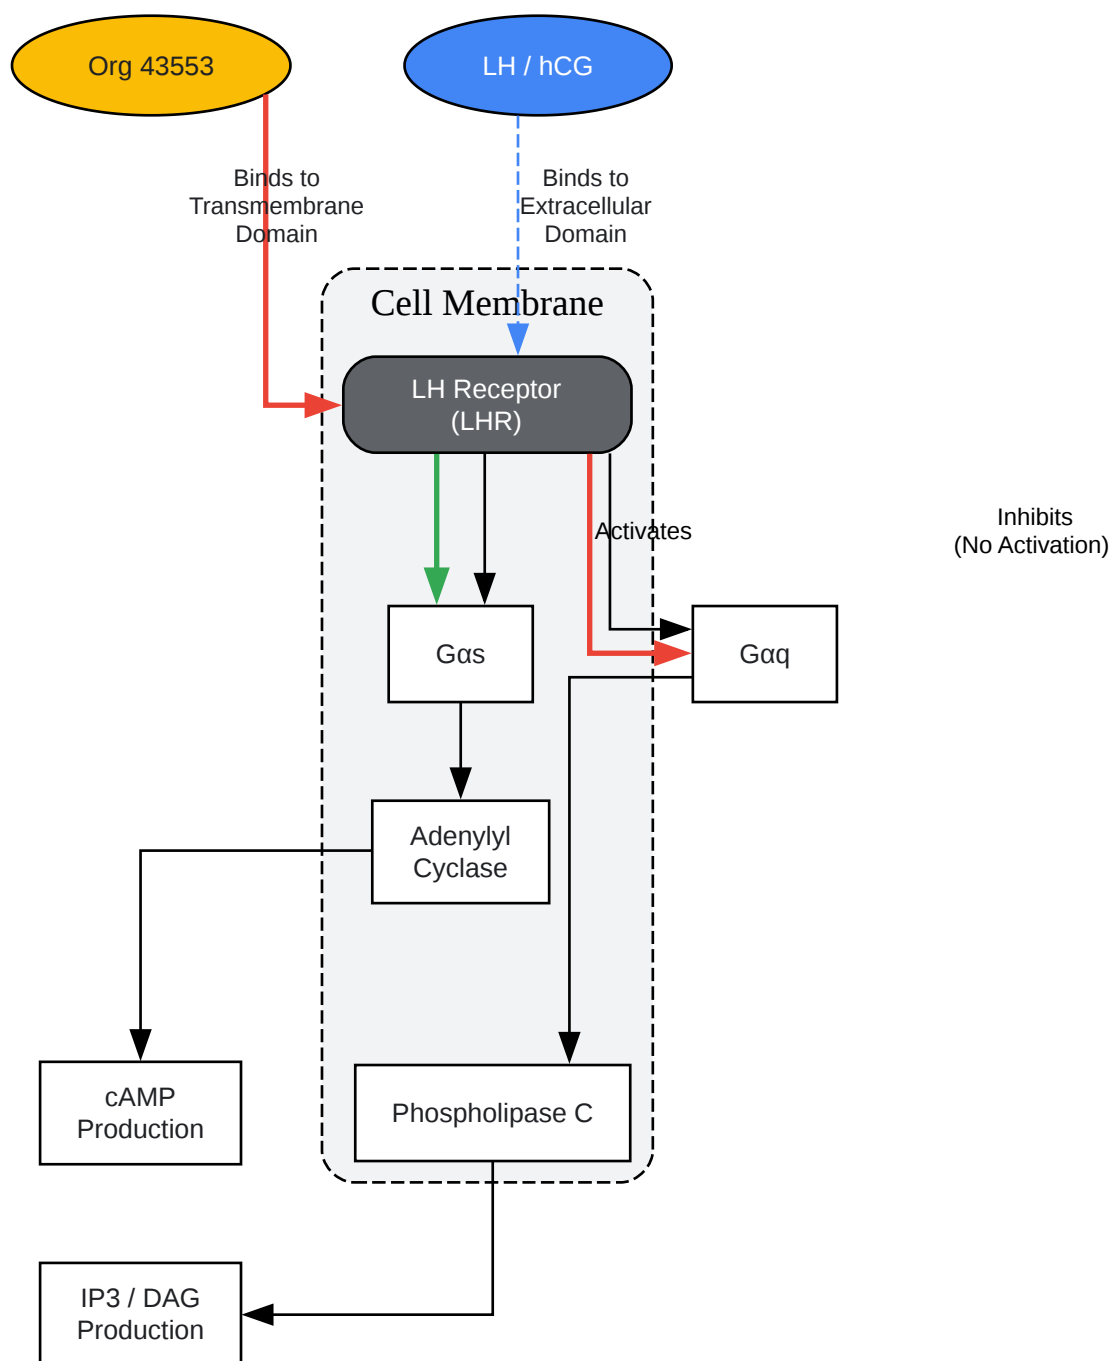 Org 43553
LH / hCG
Binds to
Transmembrane
Domain
Binds to
Extracellular
Domain
Cell Membrane
LH Receptor
(LHR)
Activates
Inhibits
(No Activation)
Gαs
Gαq
Adenylyl
Cyclase
cAMP
Production
Phospholipase C
IP3 / DAG
Production